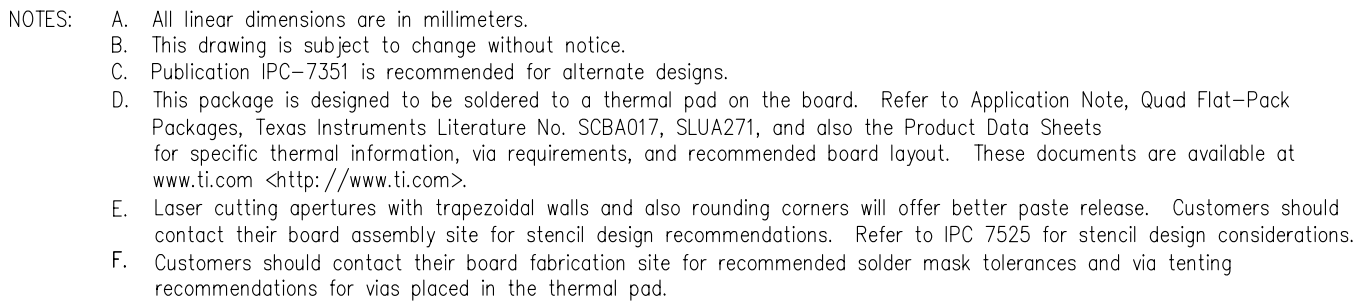 NOTES: A. All linear dimensions are in millimeters.
B. This drawing is subject to change without notice.
C. Publication IPC-7351 is recommended for alternate designs.
D. This package is designed to be soldered to a thermal pad on the board. Refer to Application Note, Quad Flat-Pack
Packages, Texas Instruments Literature No. SCBA017, SLUA271, and also the Product Data Sheets
for specific thermal information, via requirements, and recommended board layout. These documents are available at
www.ti.com <http://www.ti.com>.
E. Laser cutting apertures with trapezoidal walls and also rounding corners will offer better paste release. Customers should
contact their board assembly site for stencil design recommendations. Refer to IPC 7525 for stencil design considerations.
F. Customers should contact their board fabrication site for recommended solder mask tolerances and via tenting
recommendations for vias placed in the thermal pad.